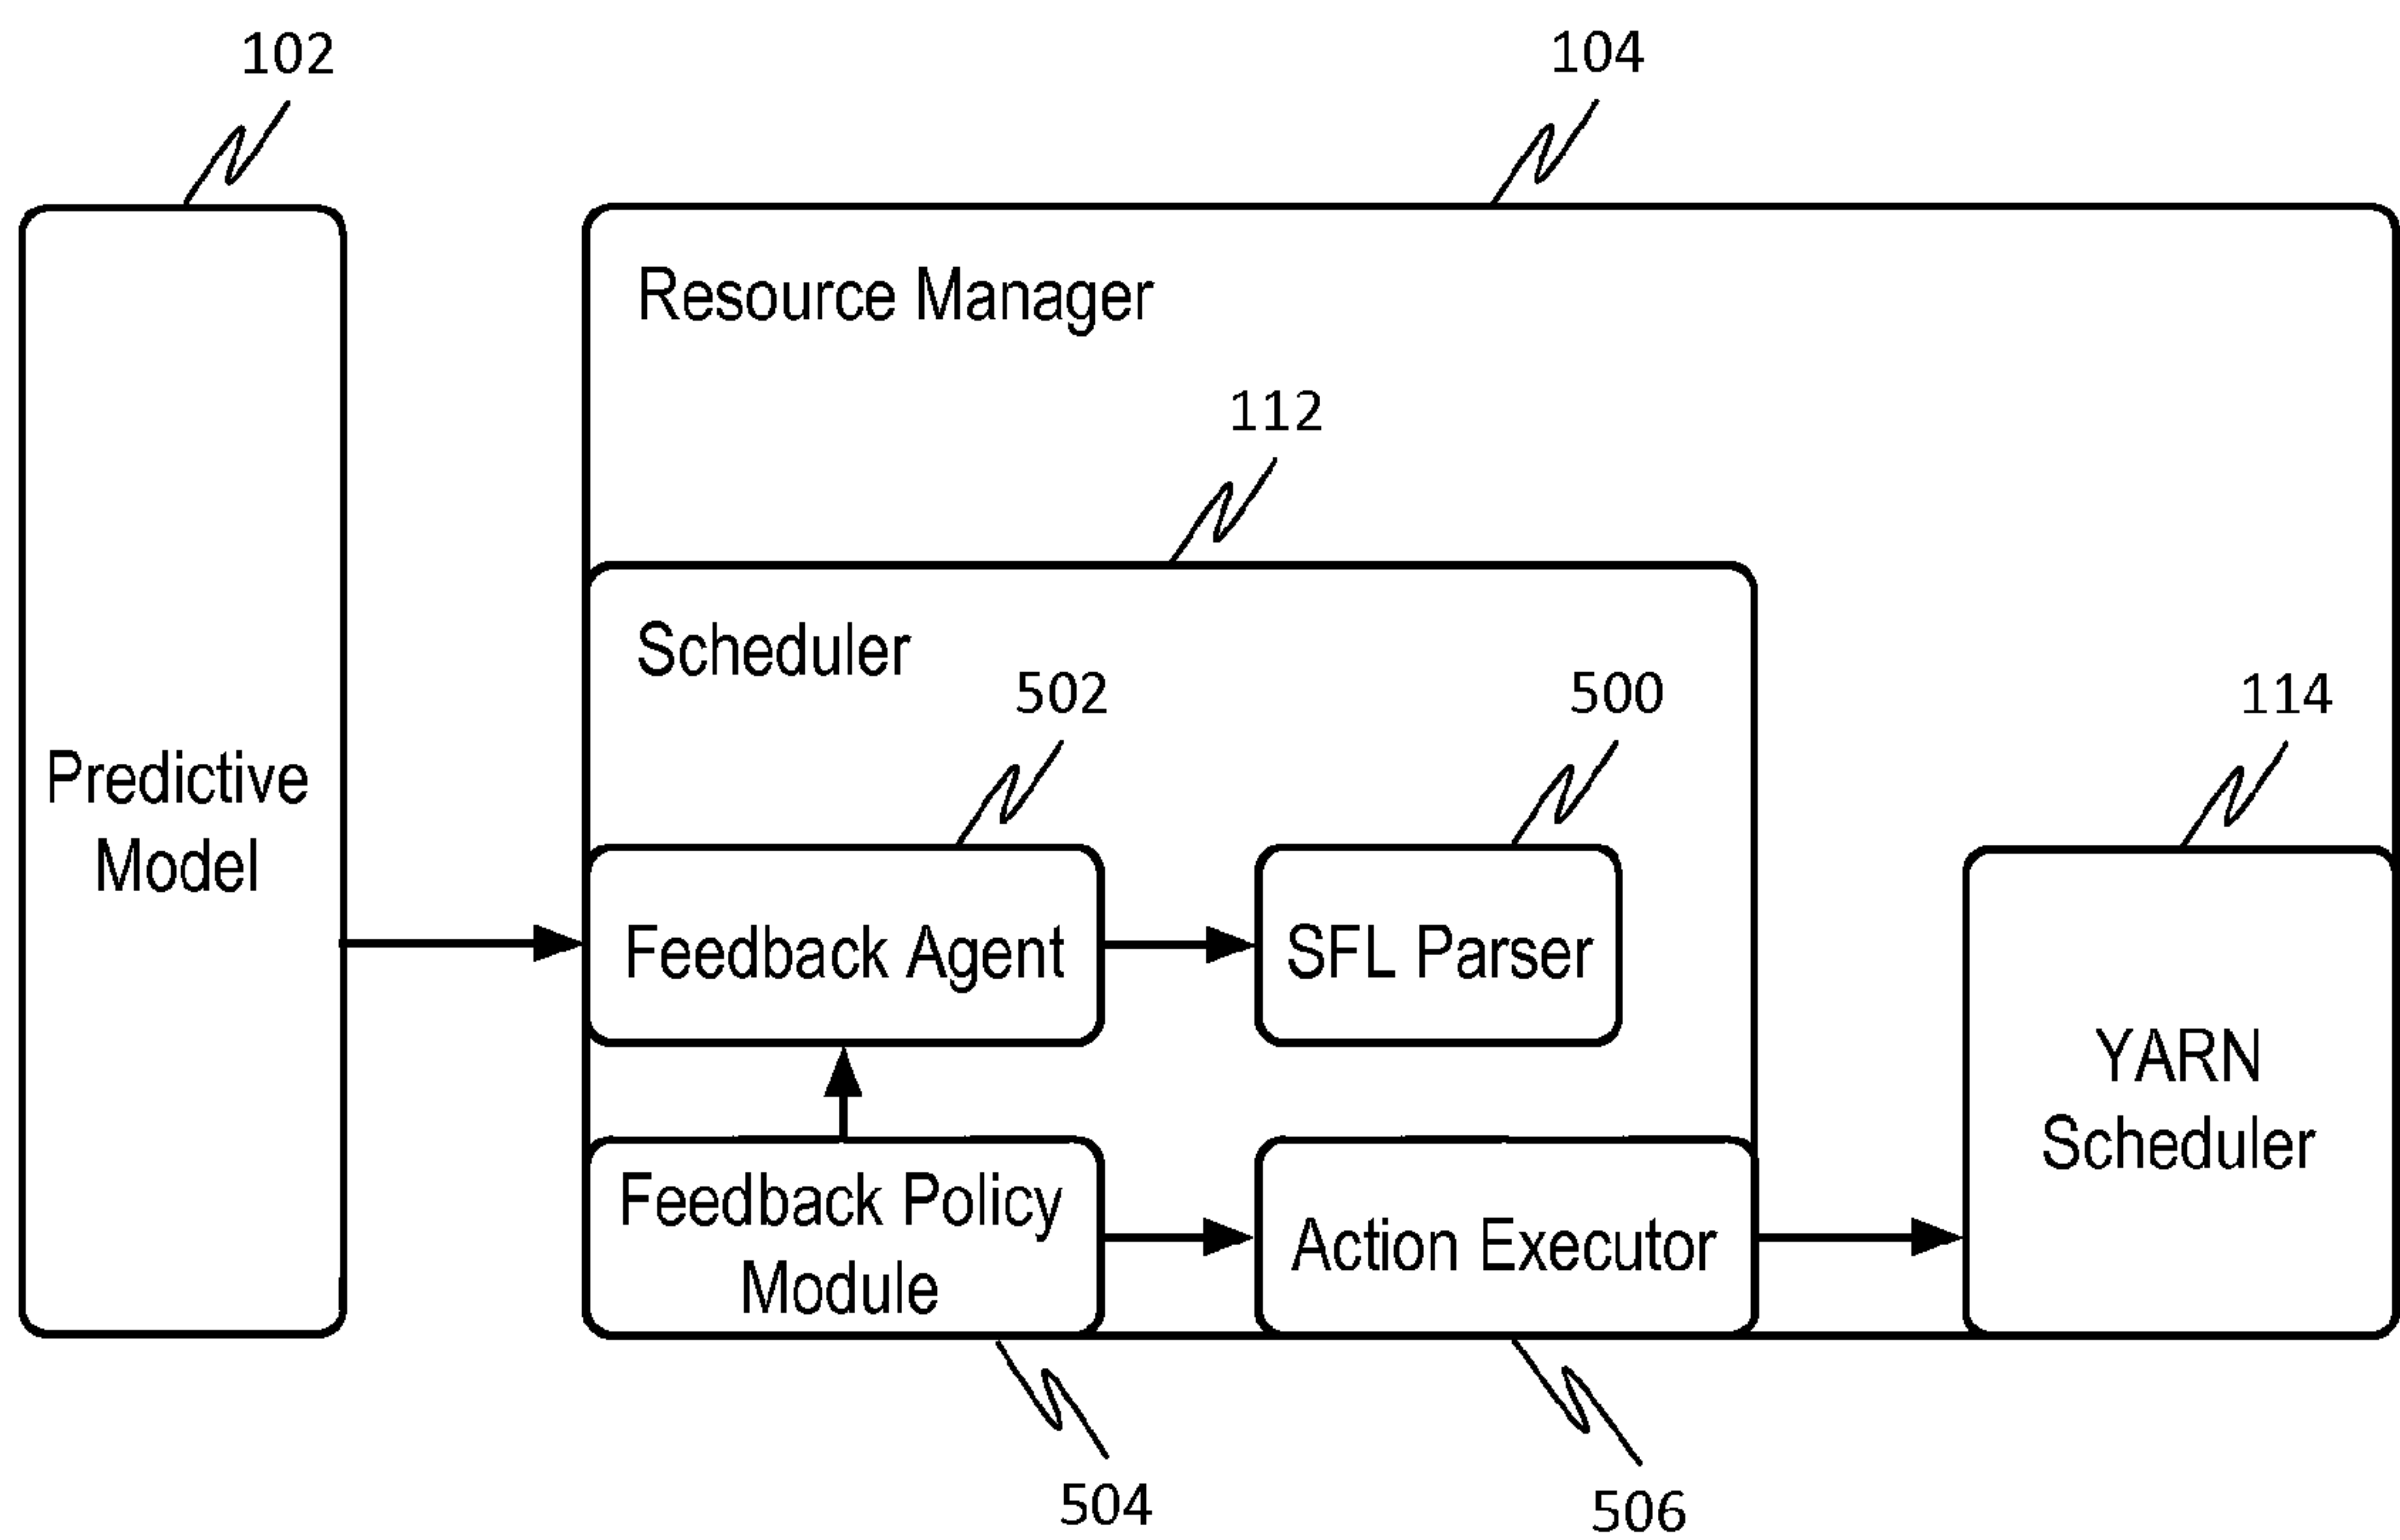 102
104
Resource Manager
112
Scheduler
502
500
114
Predictive
Model
Feedback Agent
SFL Parser
YARN
Scheduler
Feedback Policy
Module
Action Executor
504
506